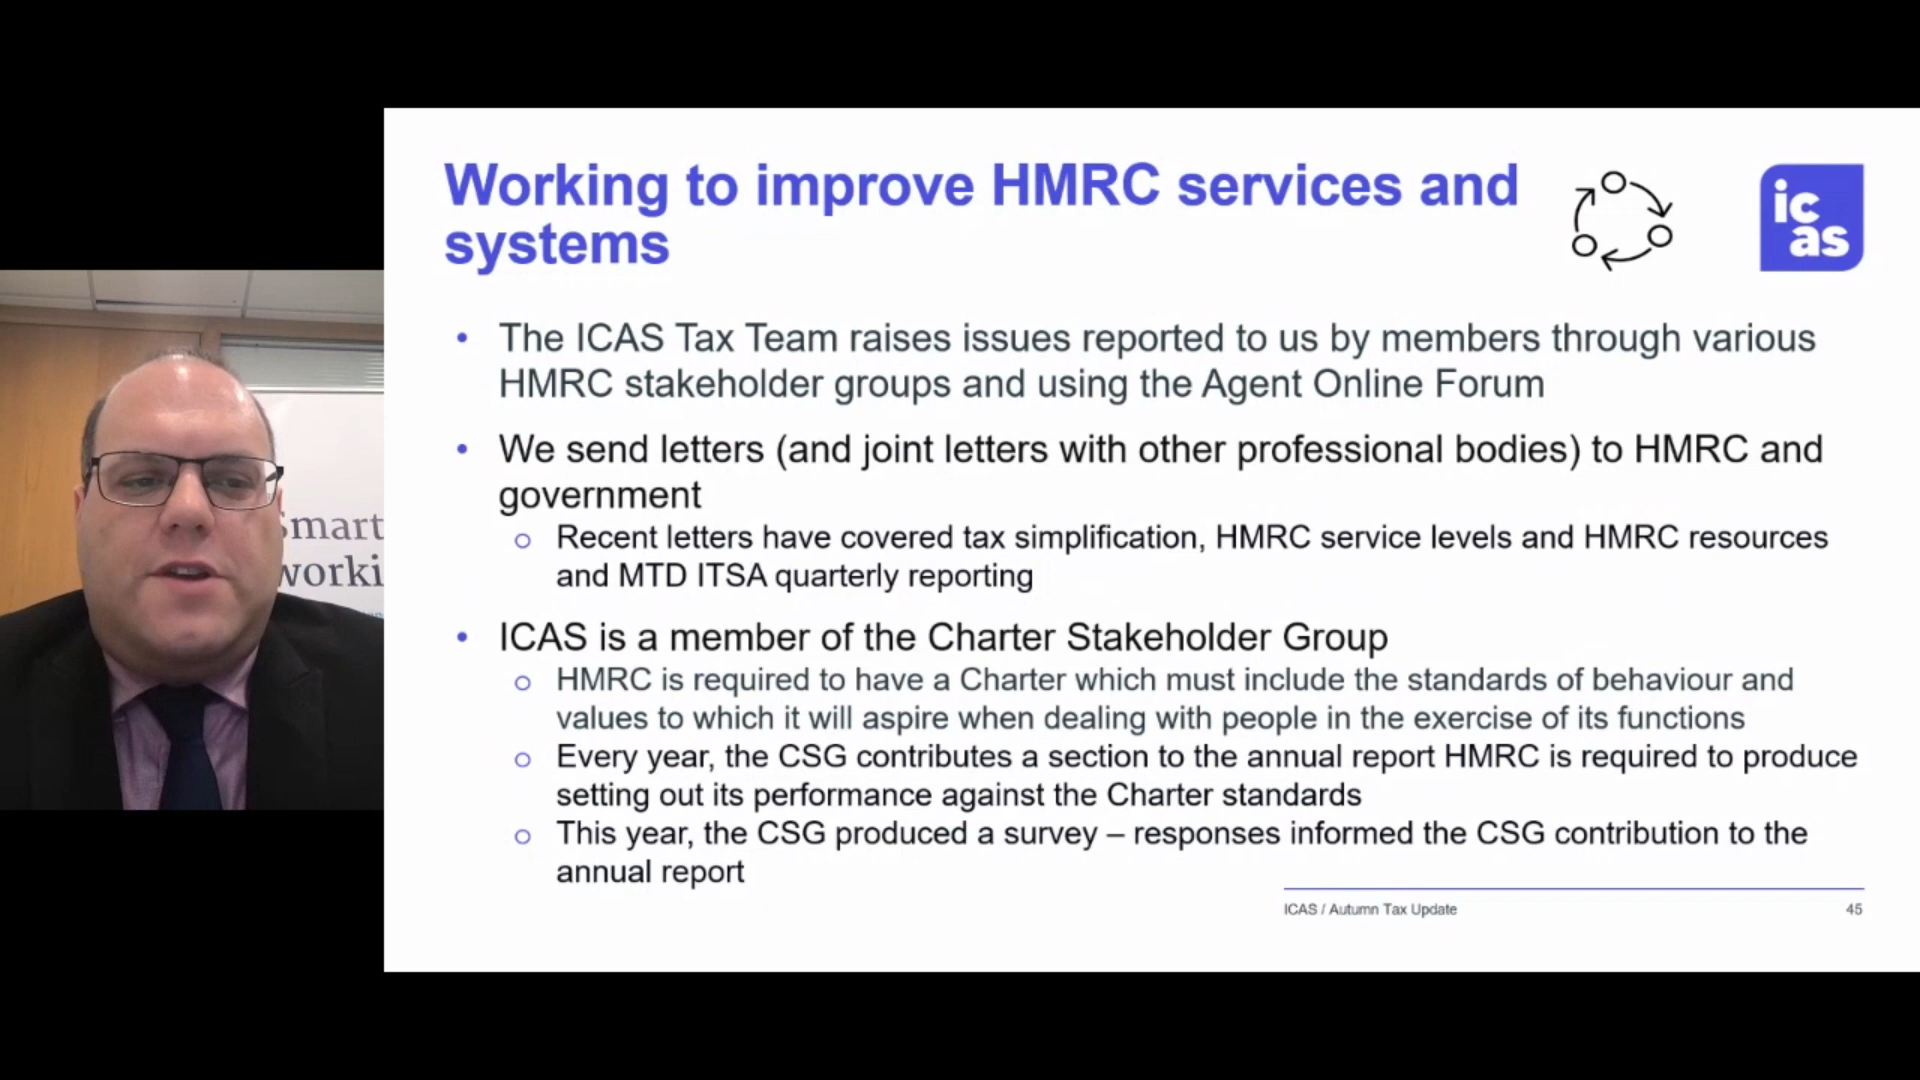 Working to improve HMRC services and
systems
ic
as
• The ICAS Tax Team raises issues reported to us by members through various
HMRC stakeholder groups and using the Agent Online Forum
• We send letters (and joint letters with other professional bodies) to HMRC and
government
o Recent letters have covered tax simplification, HMRC service levels and HMRC resources
and MTD ITSA quarterly reporting
• ICAS is a member of the Charter Stakeholder Group
o HMRC is required to have a Charter which must include the standards of behaviour and
values to which it will aspire when dealing with people in the exercise of its functions
o Every year, the CSG contributes a section to the annual report HMRC is required to produce
setting out its performance against the Charter standards
o This year, the CSG produced a survey – responses informed the CSG contribution to the
annual report
ICAS / Autumn Tax Update
45
Smart
worki